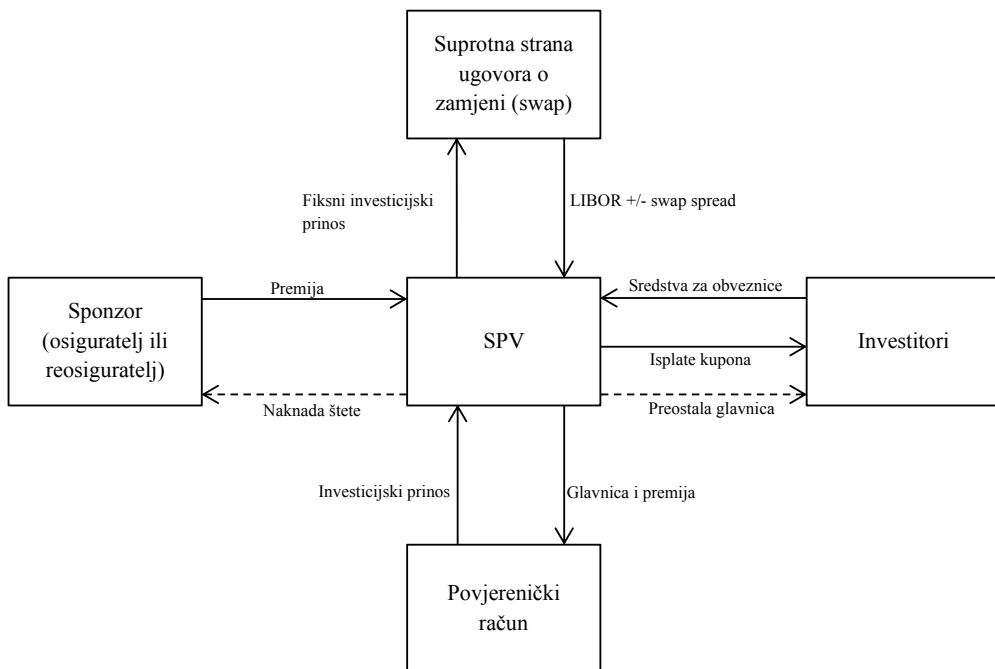 Suprotna strana
ugovora o
zamjeni (swap)
Fiksni investicijski
prinos
LIBOR +/- swap spread
Sponzor
(osiguratelj ili
reosiguratelj)
Premija
Naknada štete
SPV
Sredstva za obveznice
Isplate kupona
Preostala glavnica
Investitori
Investicijski prinos
Glavnica i premija
Povjerenički
račun